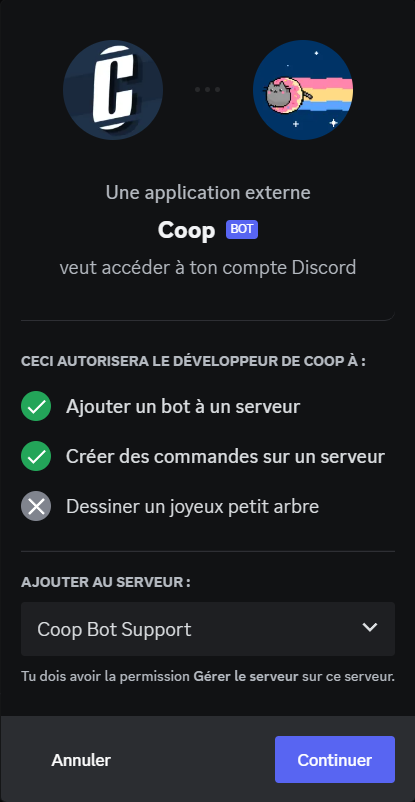 C
Une application externe
Coop BOT
veut accéder à ton compte Discord
CECI AUTORISERA LE DÉVELOPPEUR DE COOP À :
Ajouter un bot à un serveur
Créer des commandes sur un serveur
Dessiner un joyeux petit arbre
AJOUTER AU SERVEUR :
Coop Bot Support
Tu dois avoir la permission Gérer le serveur sur ce serveur.
Annuler Continuer